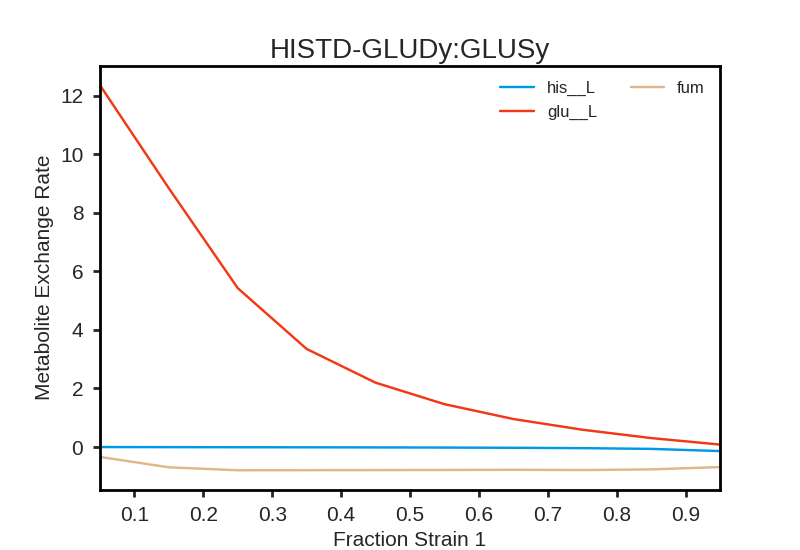 HISTD-GLUDy:GLUSy
his__L
glu__L
fum
Metabolite Exchange Rate
12
10
8
6
4
2
0
0.1 0.2 0.3 0.4 0.5 0.6 0.7 0.8 0.9
Fraction Strain 1